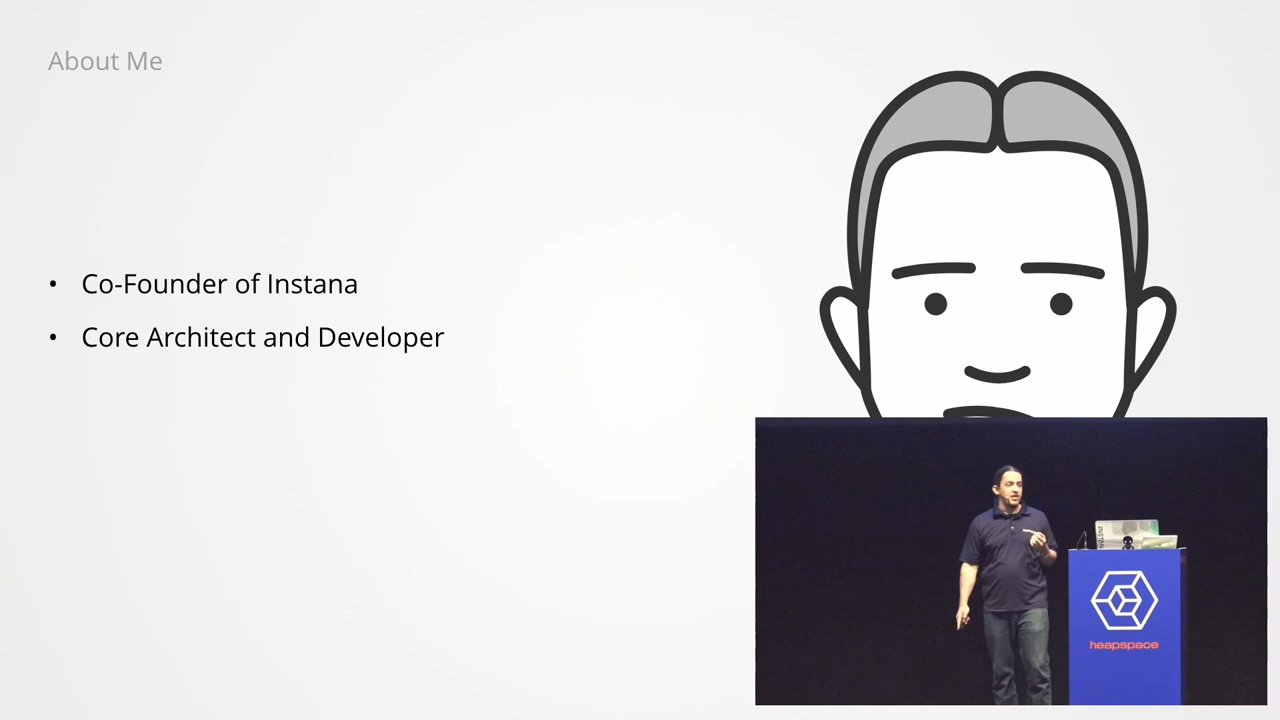 About Me
• Co-Founder of Instana
• Core Architect and Developer
heapspace